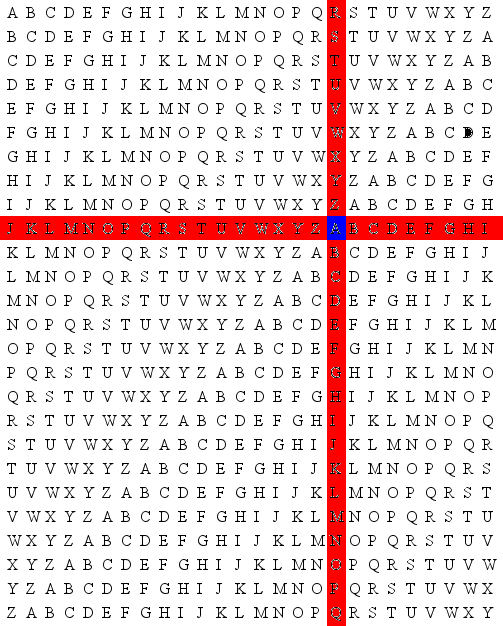 A B C D E F G H I J K L M N O P Q R S T U V W X Y Z
B C D E F G H I J K L M N O P Q R S T U V W X Y Z A
C D E F G H I J K L M N O P Q R S T U V W X Y Z A B
D E F G H I J K L M N O P Q R S T U V W X Y Z A B C
E F G H I J K L M N O P Q R S T U V W X Y Z A B C D
F G H I J K L M N O P Q R S T U V W X Y Z A B C D E
G H I J K L M N O P Q R S T U V W X Y Z A B C D E F
H I J K L M N O P Q R S T U V W X Y Z A B C D E F G
I J K L M N O P Q R S T U V W X Y Z A B C D E F G H
J K L M N O P Q R S T U V W X Y Z A B C D E F G H I
K L M N O P Q R S T U V W X Y Z A B C D E F G H I J
L M N O P Q R S T U V W X Y Z A B C D E F G H I J K
M N O P Q R S T U V W X Y Z A B C D E F G H I J K L
N O P Q R S T U V W X Y Z A B C D E F G H I J K L M
O P Q R S T U V W X Y Z A B C D E F G H I J K L M N
P Q R S T U V W X Y Z A B C D E F G H I J K L M N O
Q R S T U V W X Y Z A B C D E F G H I J K L M N O P
R S T U V W X Y Z A B C D E F G H I J K L M N O P Q
S T U V W X Y Z A B C D E F G H I J K L M N O P Q R
T U V W X Y Z A B C D E F G H I J K L M N O P Q R S
U V W X Y Z A B C D E F G H I J K L M N O P Q R S T
V W X Y Z A B C D E F G H I J K L M N O P Q R S T U
W X Y Z A B C D E F G H I J K L M N O P Q R S T U V
X Y Z A B C D E F G H I J K L M N O P Q R S T U V W
Y Z A B C D E F G H I J K L M N O P Q R S T U V W X
Z A B C D E F G H I J K L M N O P Q R S T U V W X Y